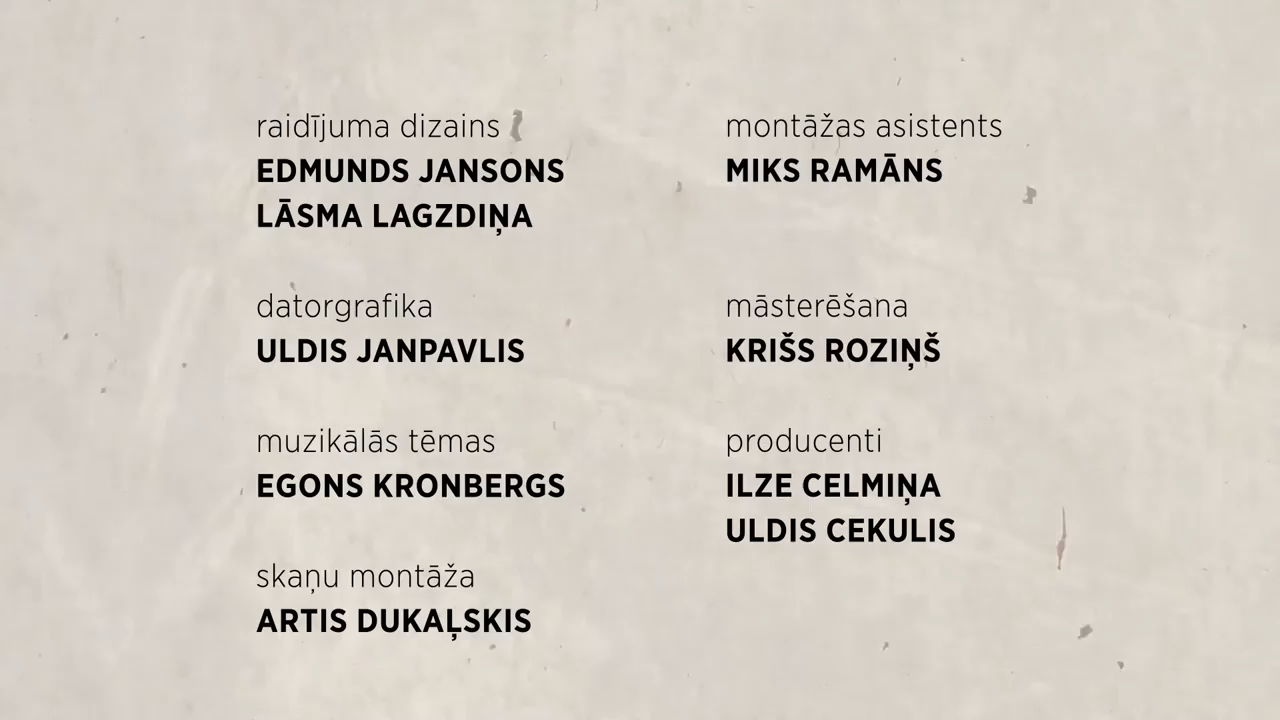 raidījuma dizains
EDMUNDS JANSONS
LĀSMA LAGZDIŅA
datorgrafika
ULDIS JANPAVLIS
muzikālās tēmas
EGONS KRONBERGS
skaņu montāža
ARTIS DUKAĻSKIS
montāžas asistents
MIKS RAMĀNS
māsterēšana
KRIŠS ROZIŅŠ
producenti
ILZE CELMIŅA
ULDIS CEKULIS